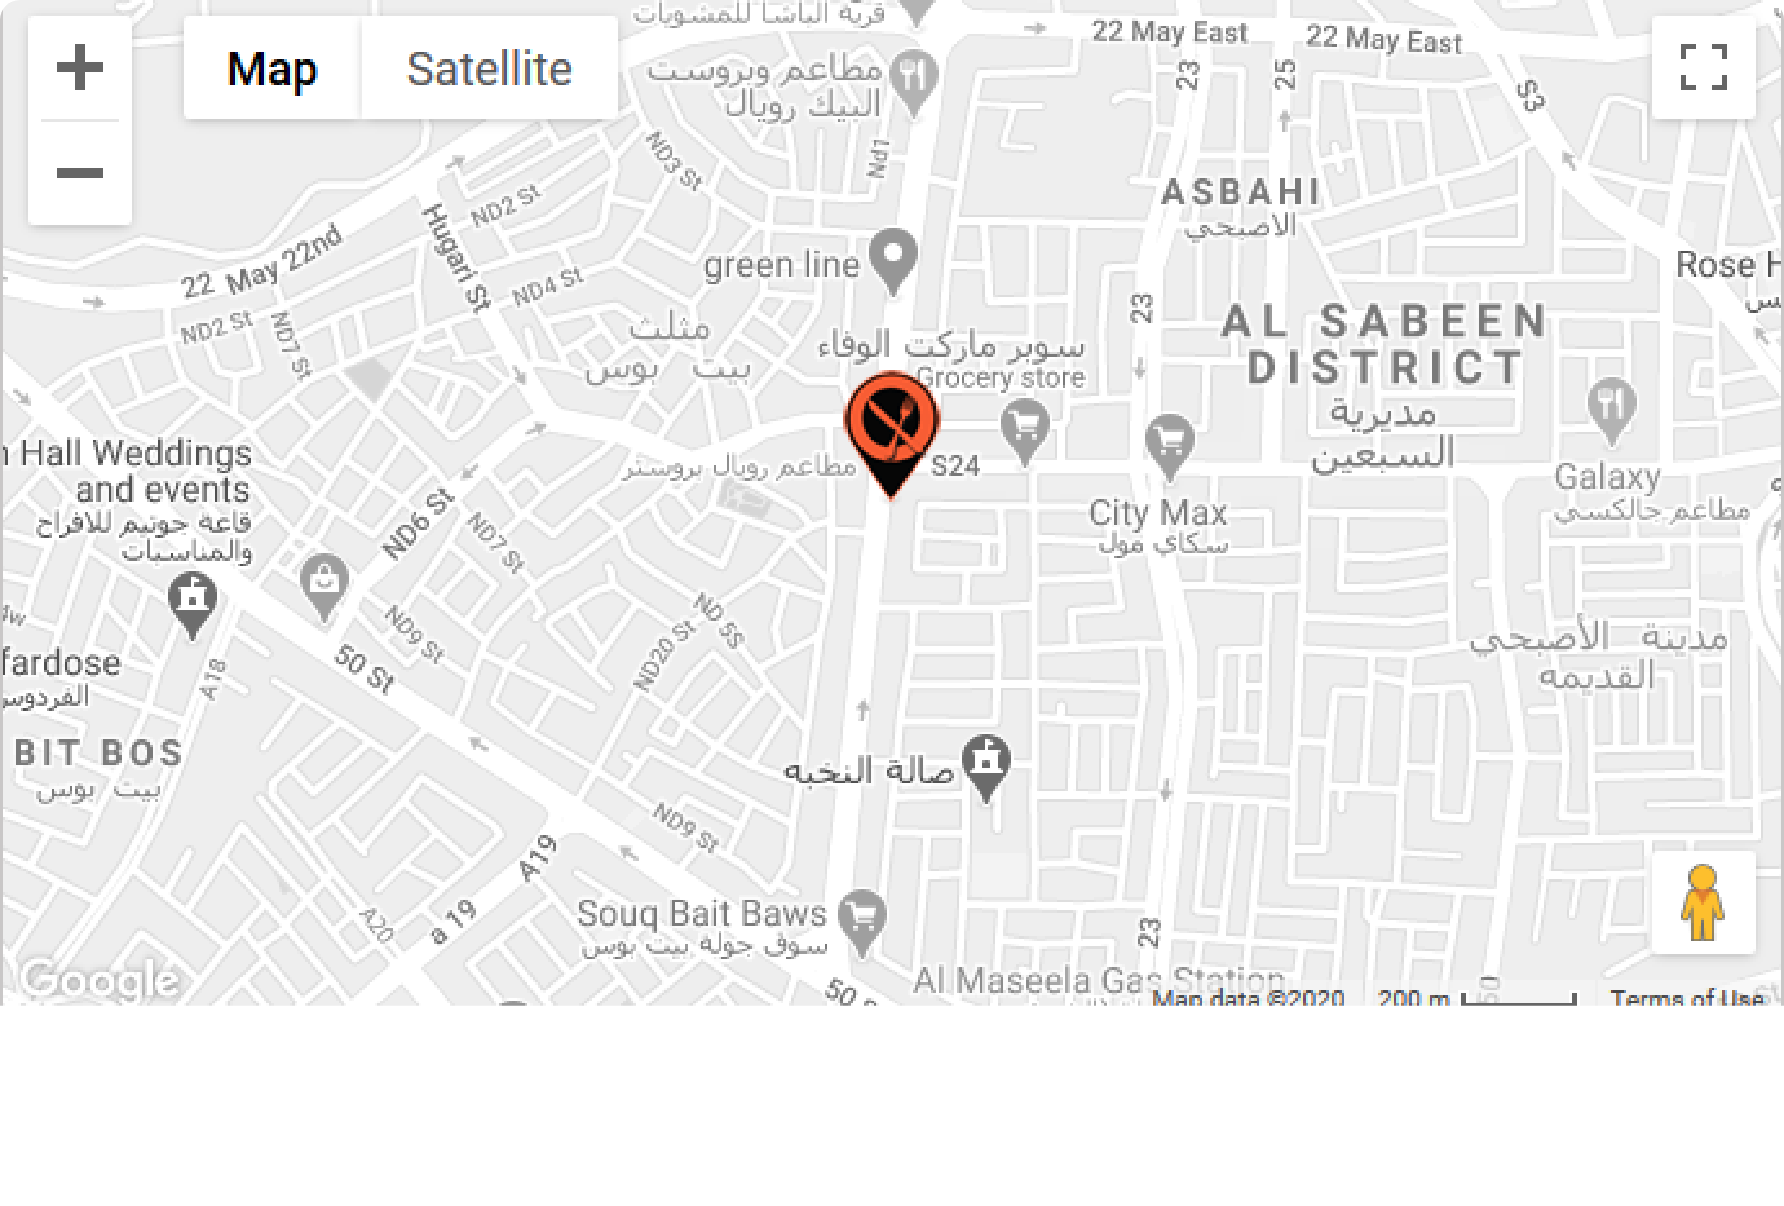 قرية الباشا للمشويات
22 May East
22 May East
Map
Satellite
مطاعم وبروست
البيك رويال
23
25
S3
ND3 St
Nd1
ND2 St
ASBAHI
الاصبحي
Hugari St
22 May 22nd
green line
Rose H
ND4 St
ND2 St
ND7 St
مثلث
بيت بوس
23
AL SABEEN
DISTRICT
مديرية
السبعين
سوبر ماركت الوفاء
Grocery store
Hall Weddings
and events
قاعة جونيم للافراح
والمناسبات
مطاعم رويال بروستر
S24
Galaxy
مطاعم جالكسي
City Max
سكاي مول
ND6 St
ND7 St
ND9 St
ND SS
ND20 St
مدينة الأصبحي
القديمه
fardose
الفردوس
50 St
A18
BIT BOS
بيت بوس
صالة النخبه
ND9 St
A19
a 19
A20
Souq Bait Baws
سوق جولة بيت بوس
23
Google
50
Al Maseela Gas Station
50
Map data ©2020
200 m
Terms of Use